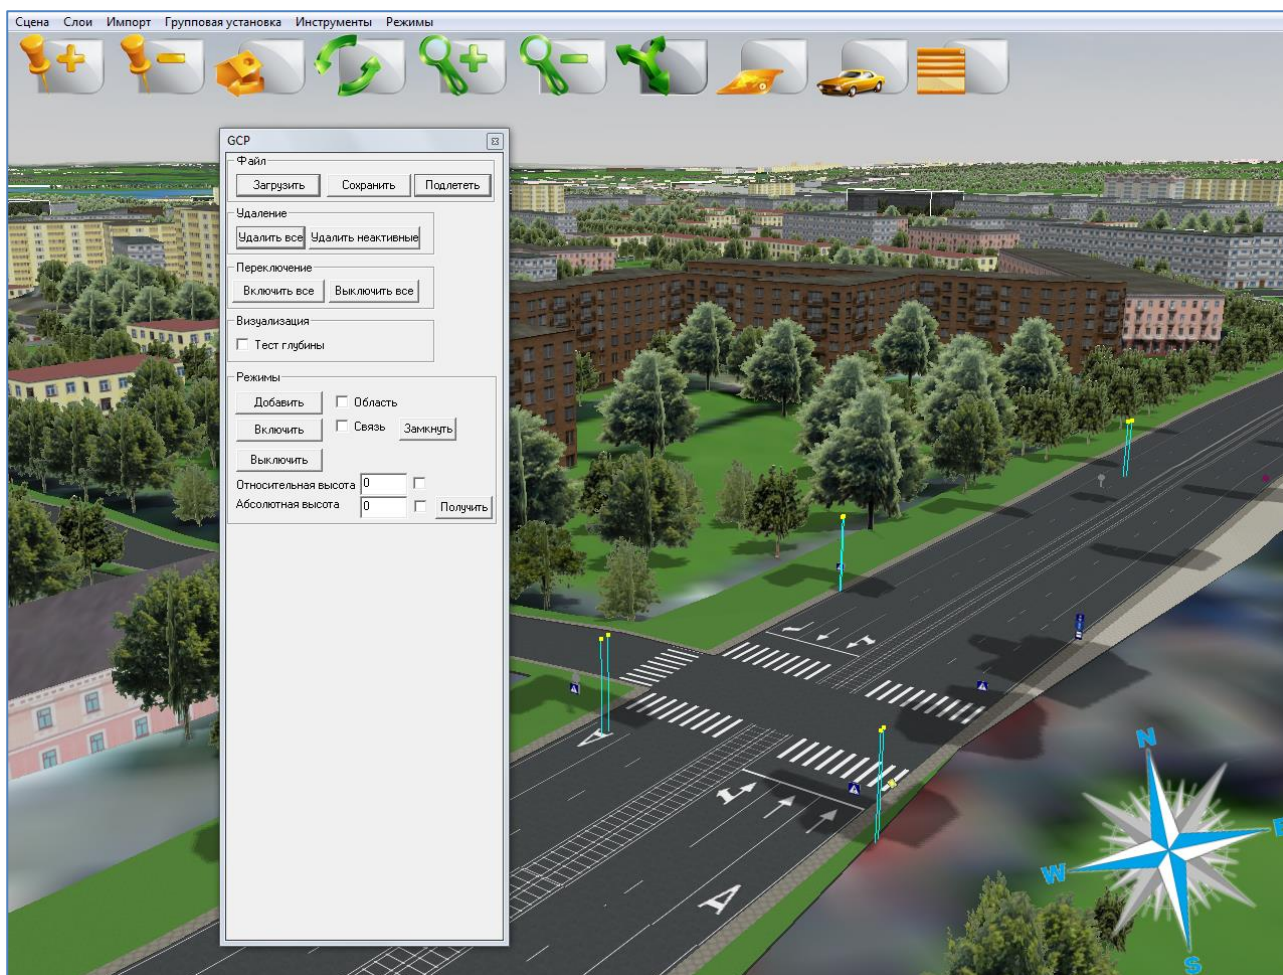 Сцена Слои Импорт Групповая установка Инструменты Режимы
GCP
Файл
Загрузить Сохранить Подлететь
Удаление
Удалить все Удалить неактивные
Переключение
Включить все Выключить все
Визуализация
Тест глубины
Режимы
Добавить Область
Включить Связь Замкнуть
Выключить
Относительная высота 0
Абсолютная высота 0 Получить
A
A
N
E
W
S